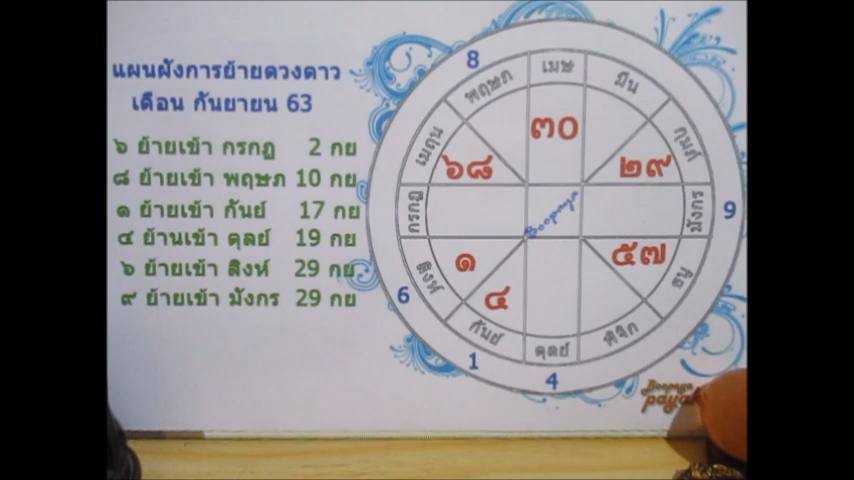 แผนผังการย้ายดวงดาว
เดือน กันยายน 63
๖ ย้ายเข้า กรกฏ 2 กย
๘ ย้ายเข้า พฤษภ 10 กย
๑ ย้ายเข้า กันย์ 17 กย
๔ ย้านเข้า ตุลย์ 19 กย
๖ ย้ายเข้า สิงห์ 29 กย
๙ ย้ายเข้า มังกร 29 กย
8
พฤษภ เมษ มีน
๓๐
เมถุน กุมภ์
๖๘ ๒๙
กรกฏ มังกร 9
Boopaya
๑ ๕๗
สิงห์ ธนู
6 ๔
กันย์ ตุลย์ พิจิก
1 4
Boopaya
paya